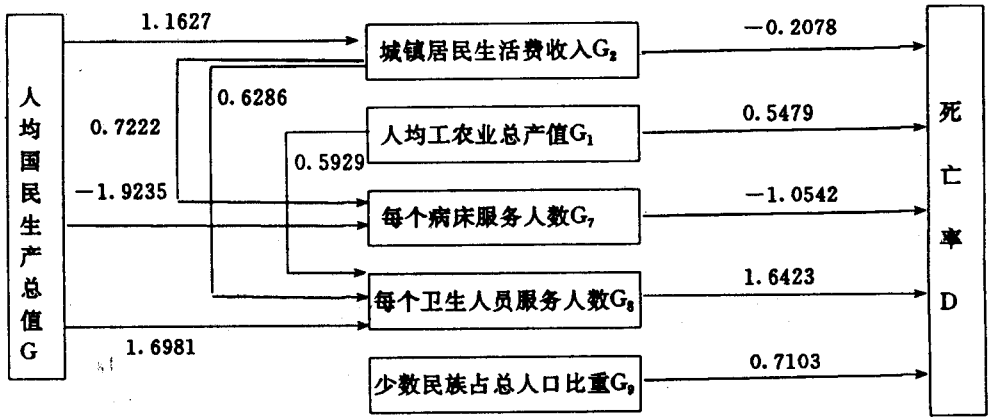 人均国民生产总值G
1.1627
0.7222
0.6286
0.5929
-1.9235
1.6981
城镇居民生活费收入G₂
人均工农业总产值G₁
每个病床服务人数G₇
每个卫生人员服务人数G₈
少数民族占总人口比重G₉
-0.2078
0.5479
-1.0542
1.6423
0.7103
死亡率D